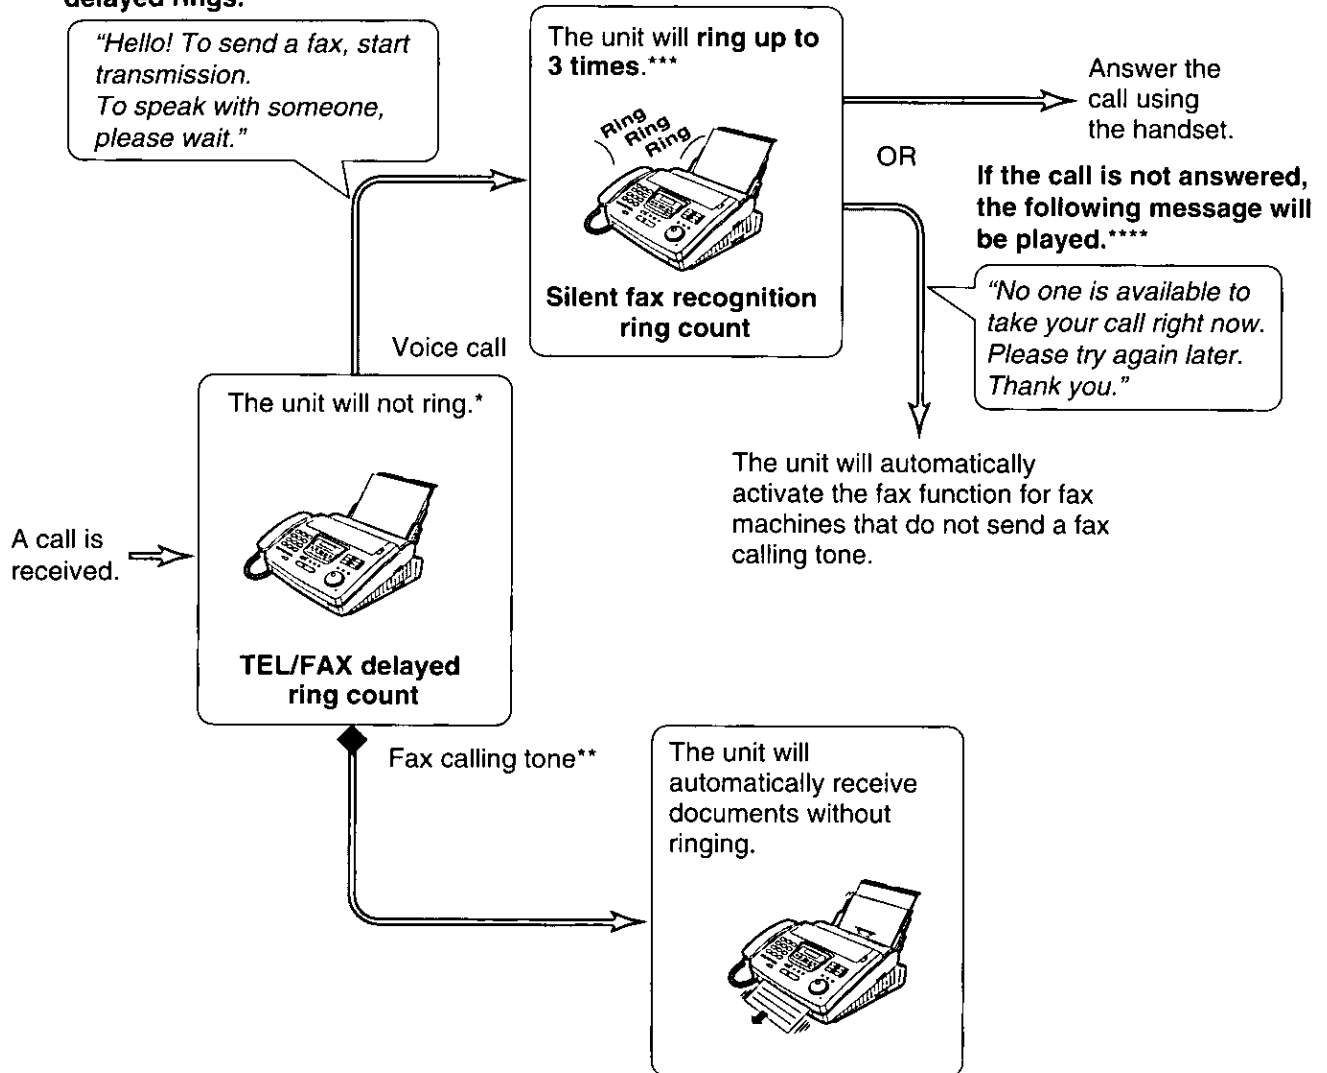 delayed rings.
"Hello! To send a fax, start
transmission.
To speak with someone,
please wait."
The unit will ring up to
3 times.***
Ring
Ring
Ring
Silent fax recognition
ring count
Answer the
call using
the handset.
OR
If the call is not answered,
the following message will
be played.****
"No one is available to
take your call right now.
Please try again later.
Thank you."
The unit will automatically
activate the fax function for fax
machines that do not send a fax
calling tone.
Voice call
The unit will not ring.*
TEL/FAX delayed
ring count
A call is
received.
Fax calling tone**
The unit will
automatically receive
documents without
ringing.